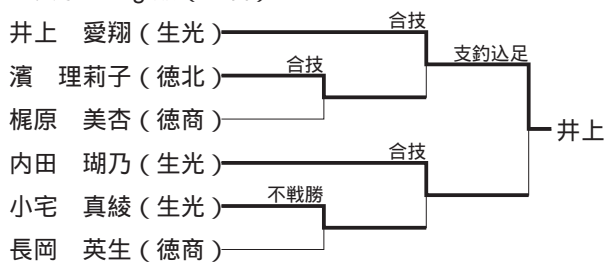 井上　愛翔（生光）
合技
支釣込足
濱　理莉子（徳北）
合技
梶原　美杏（徳商）
井上
内田　瑚乃（生光）
合技
小宅　真綾（生光）
不戦勝
長岡　英生（徳商）